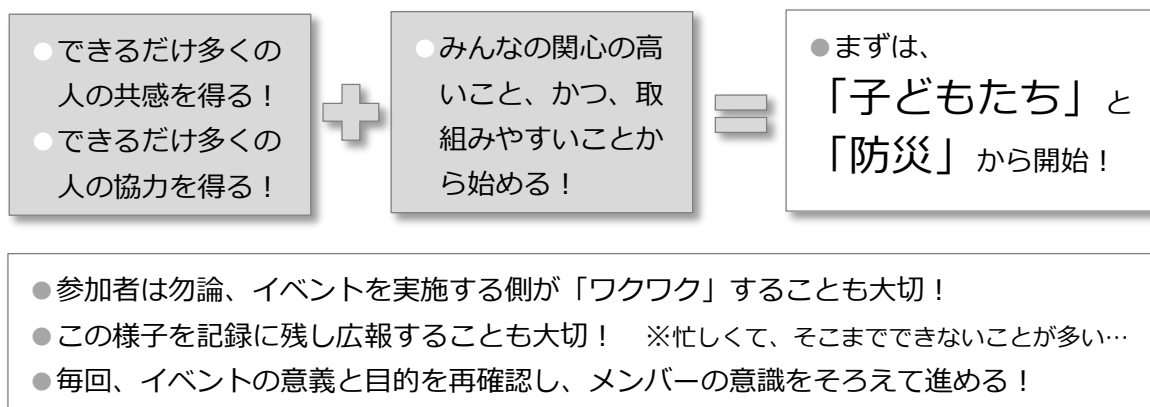 ●できるだけ多くの
人の共感を得る！
●できるだけ多くの
人の協力を得る！
●みんなの関心の高
いこと、かつ、取
組みやすいことか
ら始める！
●まずは、
「子どもたち」と
「防災」から開始！
●参加者は勿論、イベントを実施する側が「ワクワク」することも大切！
●この様子を記録に残し広報することも大切！　※忙しくて、そこまでできないことが多い…
●毎回、イベントの意義と目的を再確認し、メンバーの意識をそろえて進める！